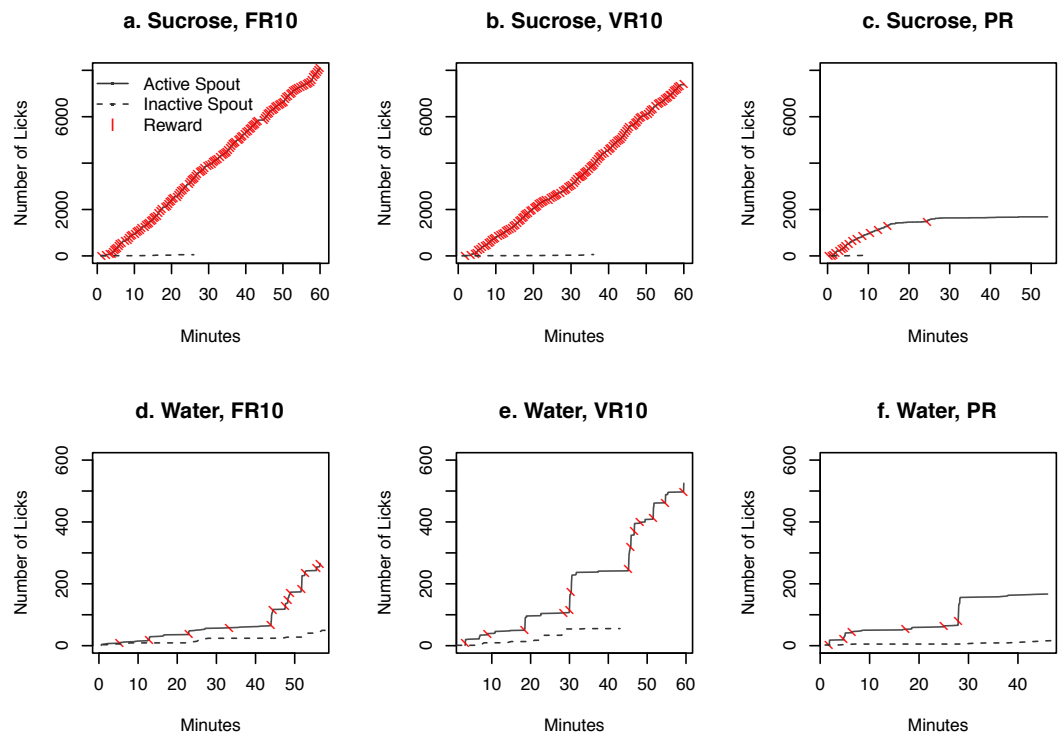 a. Sucrose, FR10
b. Sucrose, VR10
c. Sucrose, PR
Number of Licks
0 2000 6000
Active Spout
Inactive Spout
Reward
0 10 20 30 40 50 60
Minutes
Number of Licks
0 2000 6000
0 10 20 30 40 50 60
Minutes
Number of Licks
0 2000 6000
0 10 20 30 40 50
Minutes
d. Water, FR10
e. Water, VR10
f. Water, PR
Number of Licks
0 200 400 600
0 10 20 30 40 50
Minutes
Number of Licks
0 200 400 600
10 20 30 40 50 60
Minutes
Number of Licks
0 200 400 600
0 10 20 30 40
Minutes